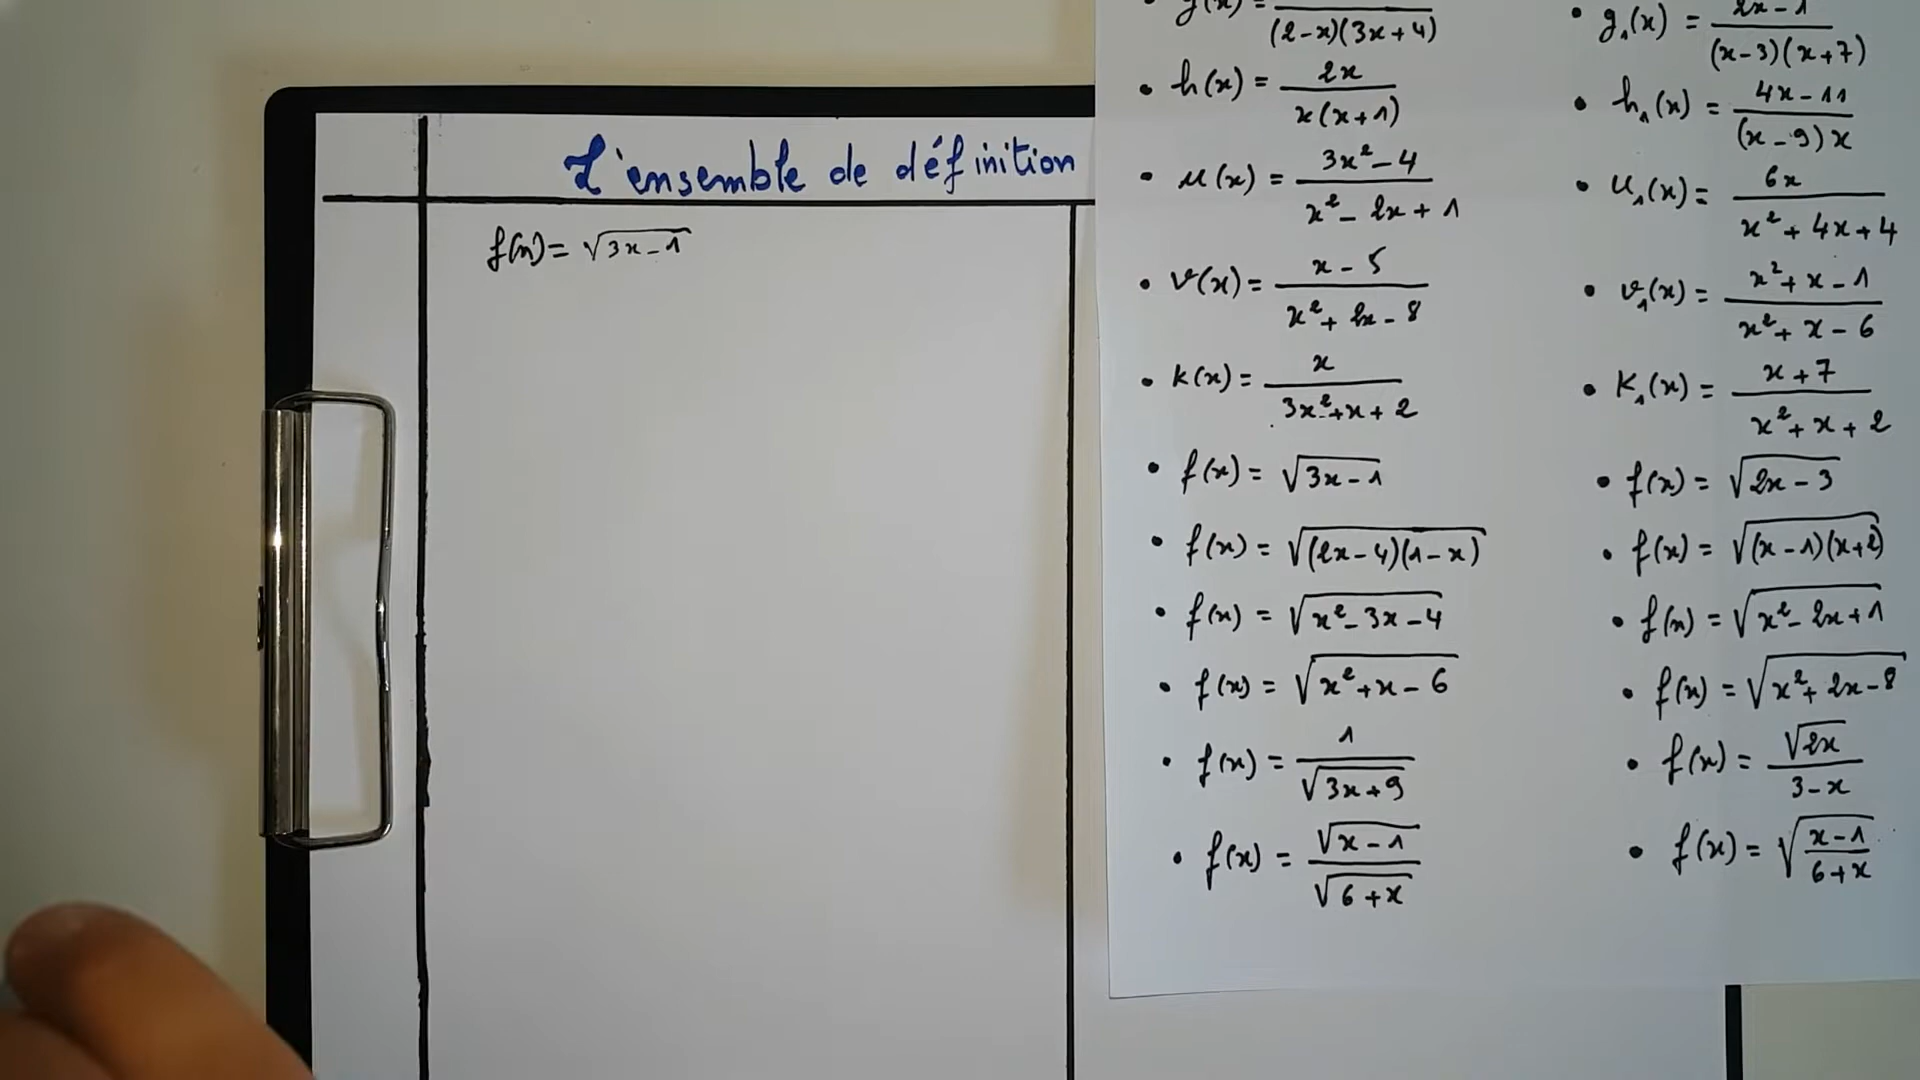 L'ensemble de définition
f(x) = √(3x-1)
• g(x) = /((2-x)(3x+4))
• h(x) = 2x/(x(x+1))
• u(x) = (3x²-4)/(x²-2x+1)
• v(x) = (x-5)/(x²+2x-8)
• k(x) = x/(3x²+x+2)
• f(x) = √(3x-1)
• f(x) = √((2x-4)(1-x))
• f(x) = √(x²-3x-4)
• f(x) = √(x²+x-6)
• f(x) = 1/√(3x+9)
• f(x) = √(x-1)/√(6+x)
• g₁(x) = (2x-1)/((x-3)(x+7))
• h₁(x) = (4x-11)/((x-9)x)
• u₁(x) = 6x/(x²+4x+4)
• v₁(x) = (x²+x-1)/(x²+x-6)
• K₁(x) = (x+7)/(x²+x+2)
• f(x) = √(2x-3)
• f(x) = √((x-1)(x+2))
• f(x) = √(x²-2x+1)
• f(x) = √(x²+2x-8)
• f(x) = √(2x)/(3-x)
• f(x) = √((x-1)/(6+x))